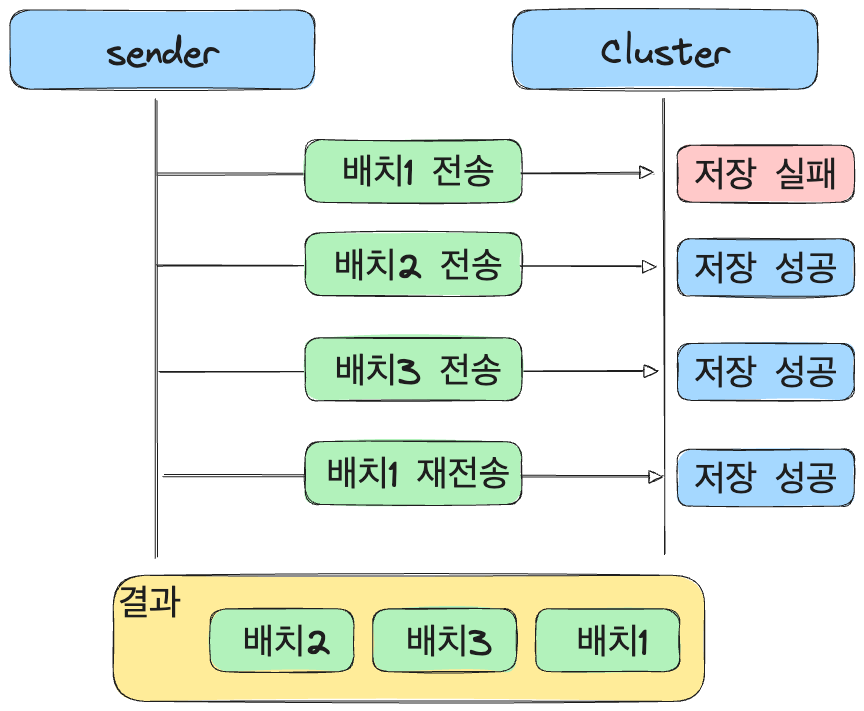 sender
Cluster
배치1 전송
저장 실패
배치2 전송
저장 성공
배치3 전송
저장 성공
배치1 재전송
저장 성공
결과
배치2
배치3
배치1